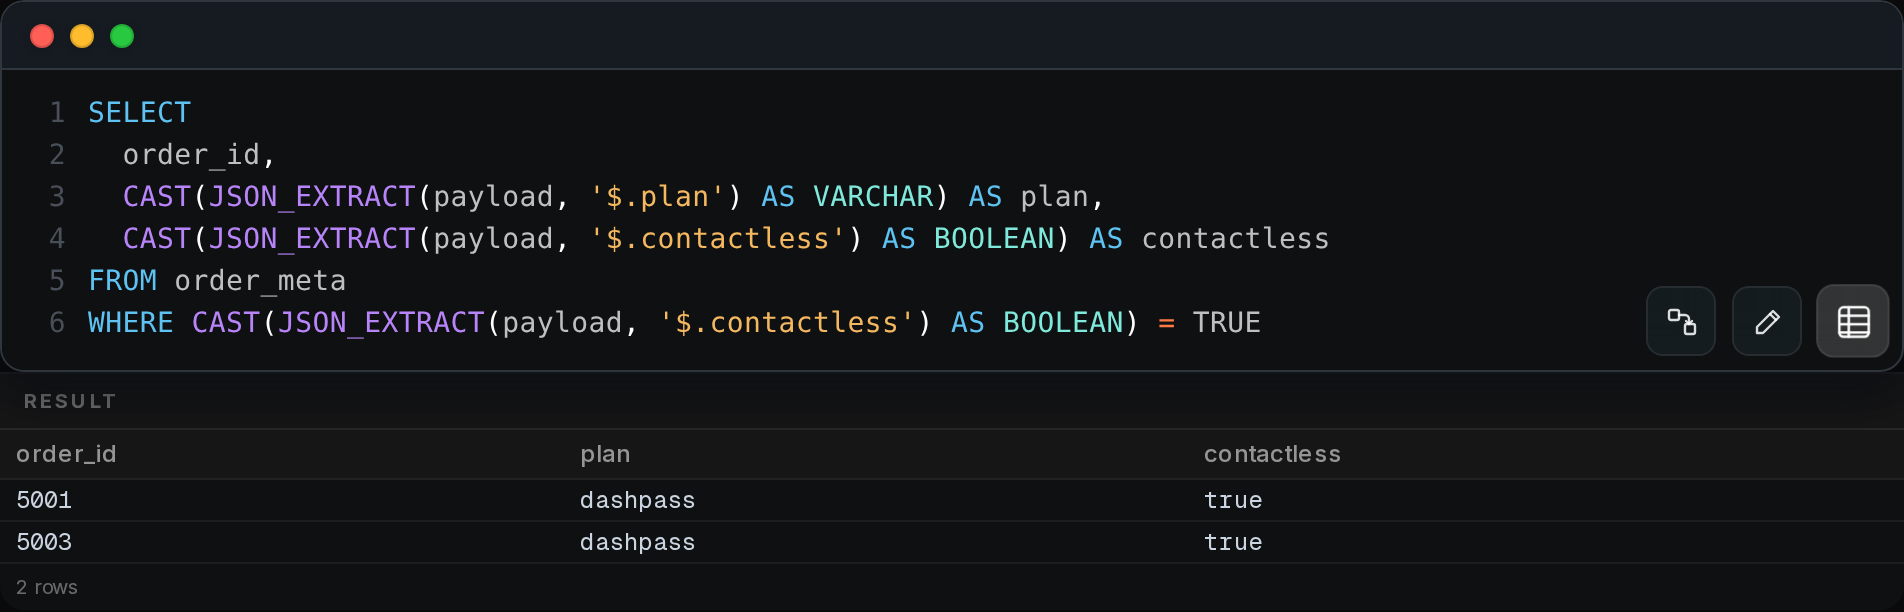 1 SELECT
2   order_id,
3   CAST(JSON_EXTRACT(payload, '$.plan') AS VARCHAR) AS plan,
4   CAST(JSON_EXTRACT(payload, '$.contactless') AS BOOLEAN) AS contactless
5 FROM order_meta
6 WHERE CAST(JSON_EXTRACT(payload, '$.contactless') AS BOOLEAN) = TRUE
RESULT
order_id plan contactless
5001 dashpass true
5003 dashpass true
2 rows